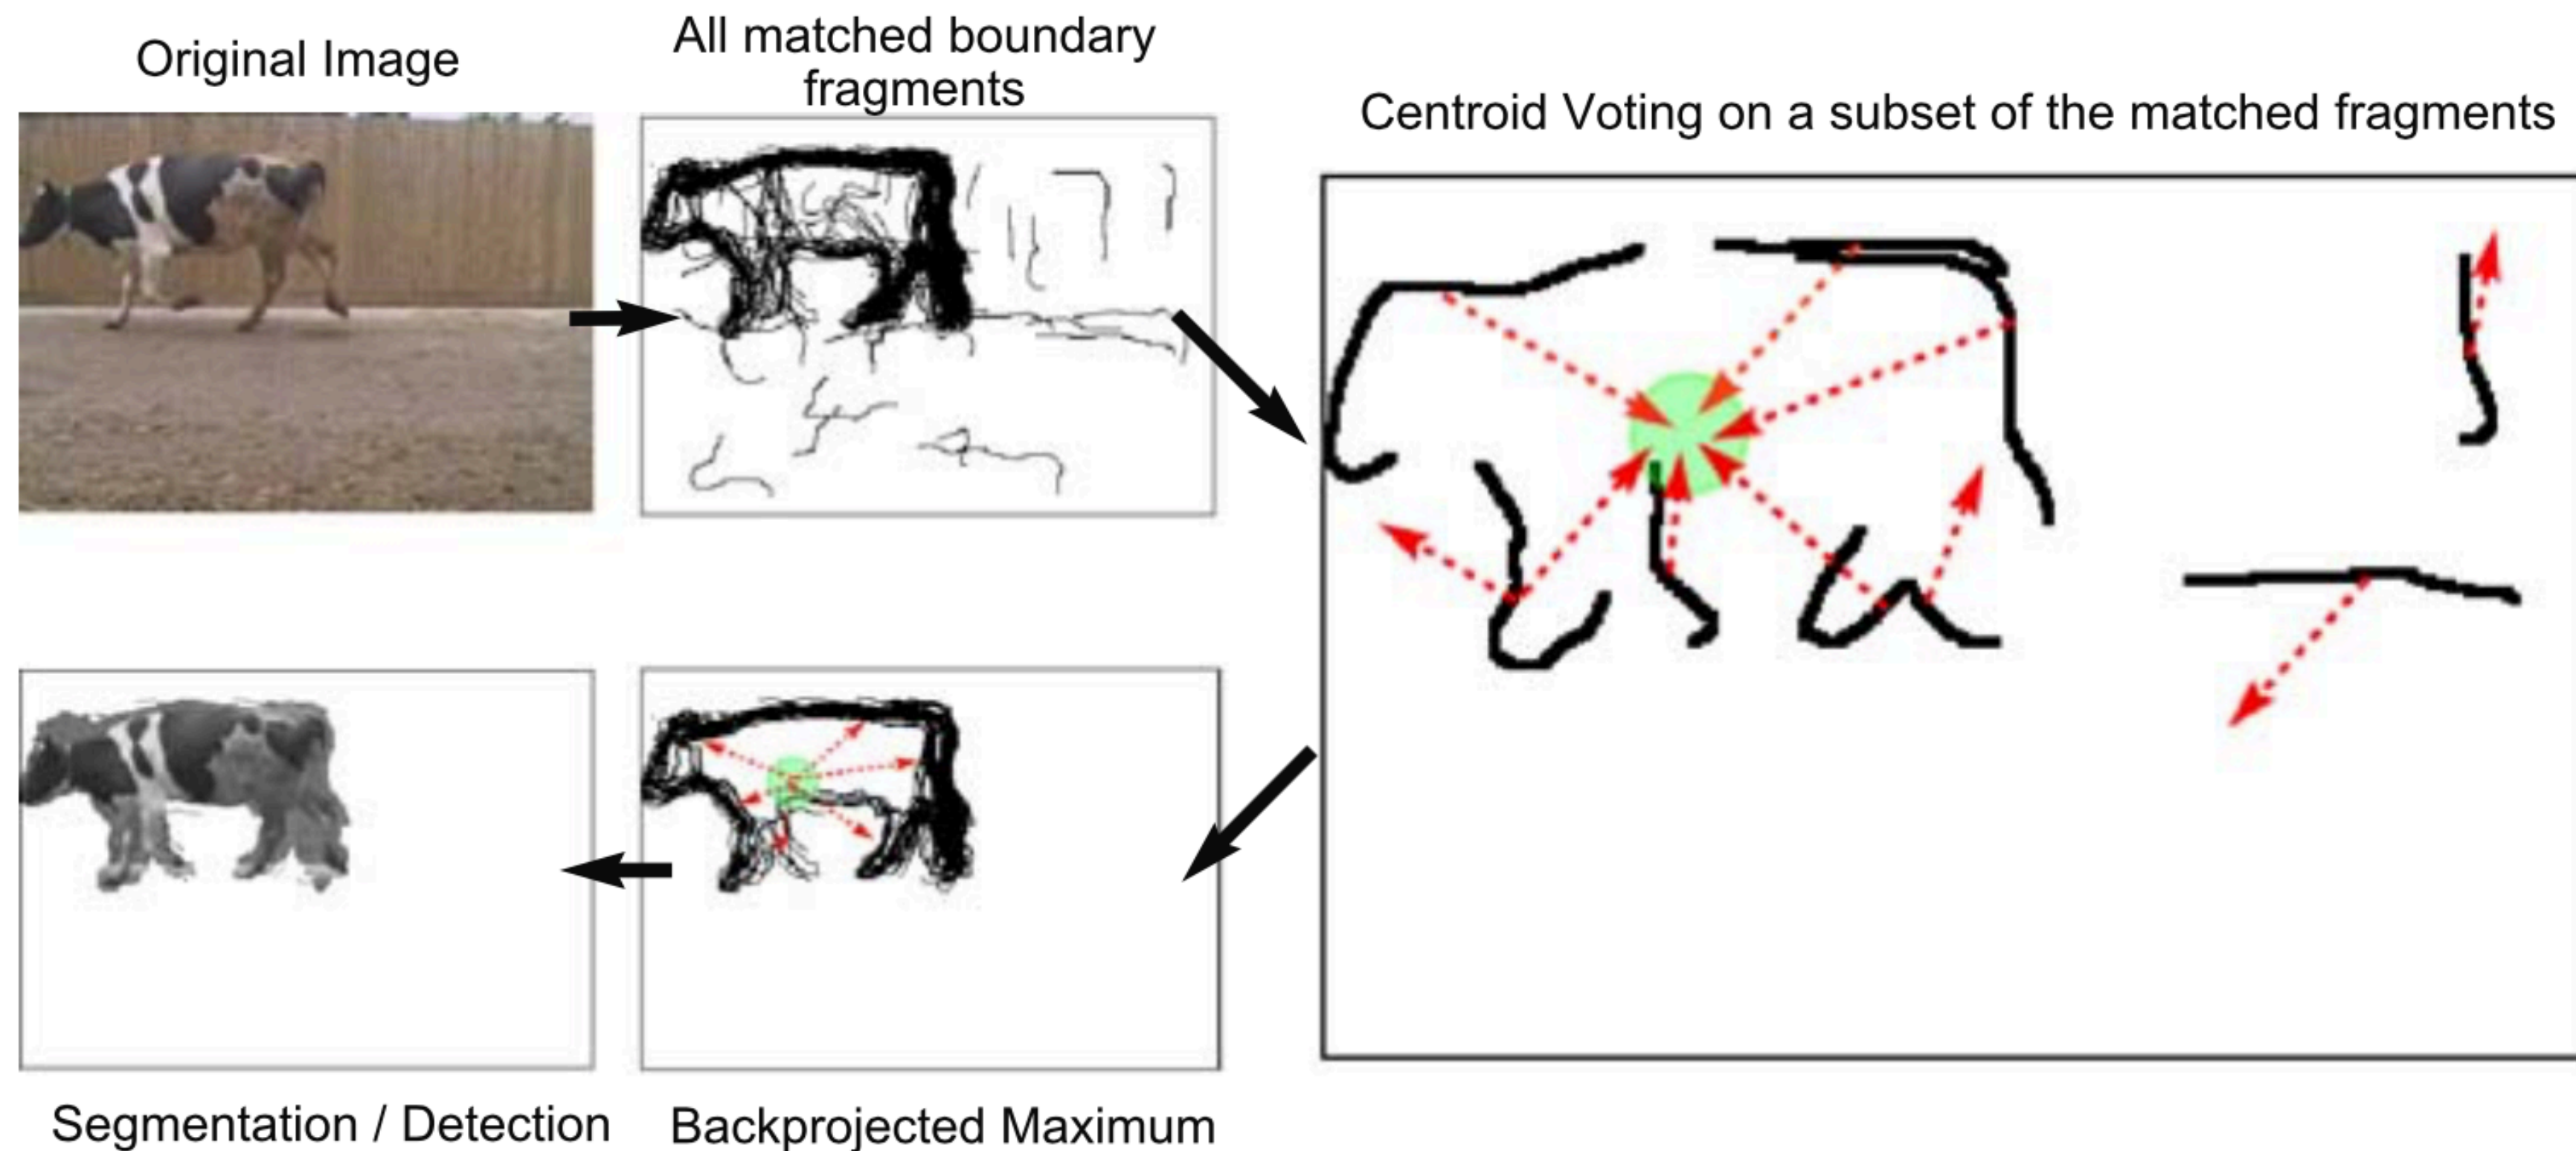 Original Image
All matched boundary
fragments
Centroid Voting on a subset of the matched fragments
Segmentation / Detection
Backprojected Maximum